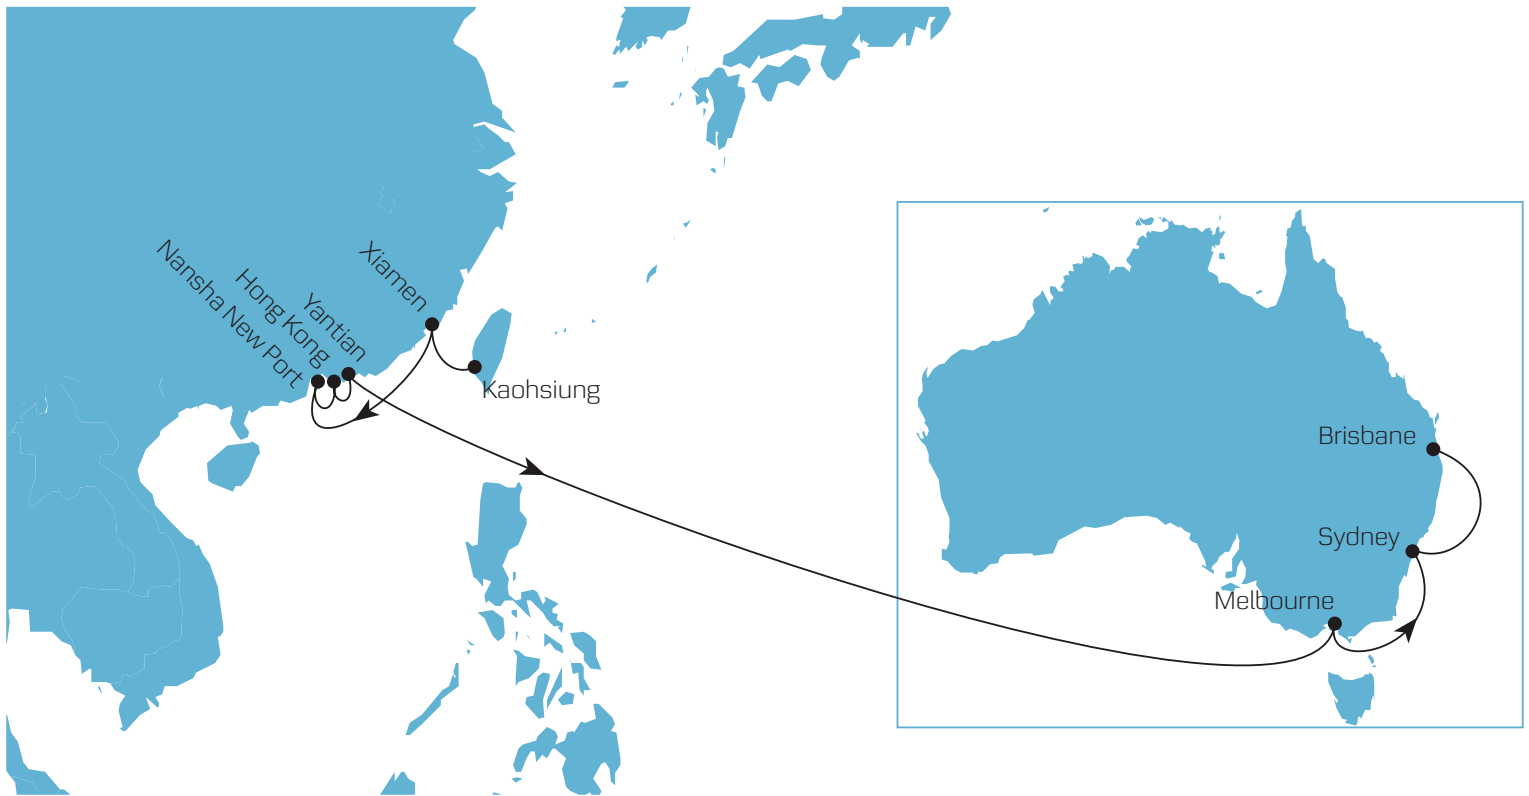 Nansha New Port
Hong Kong
Yantian
Xiamen
Kaohsiung
Brisbane
Sydney
Melbourne